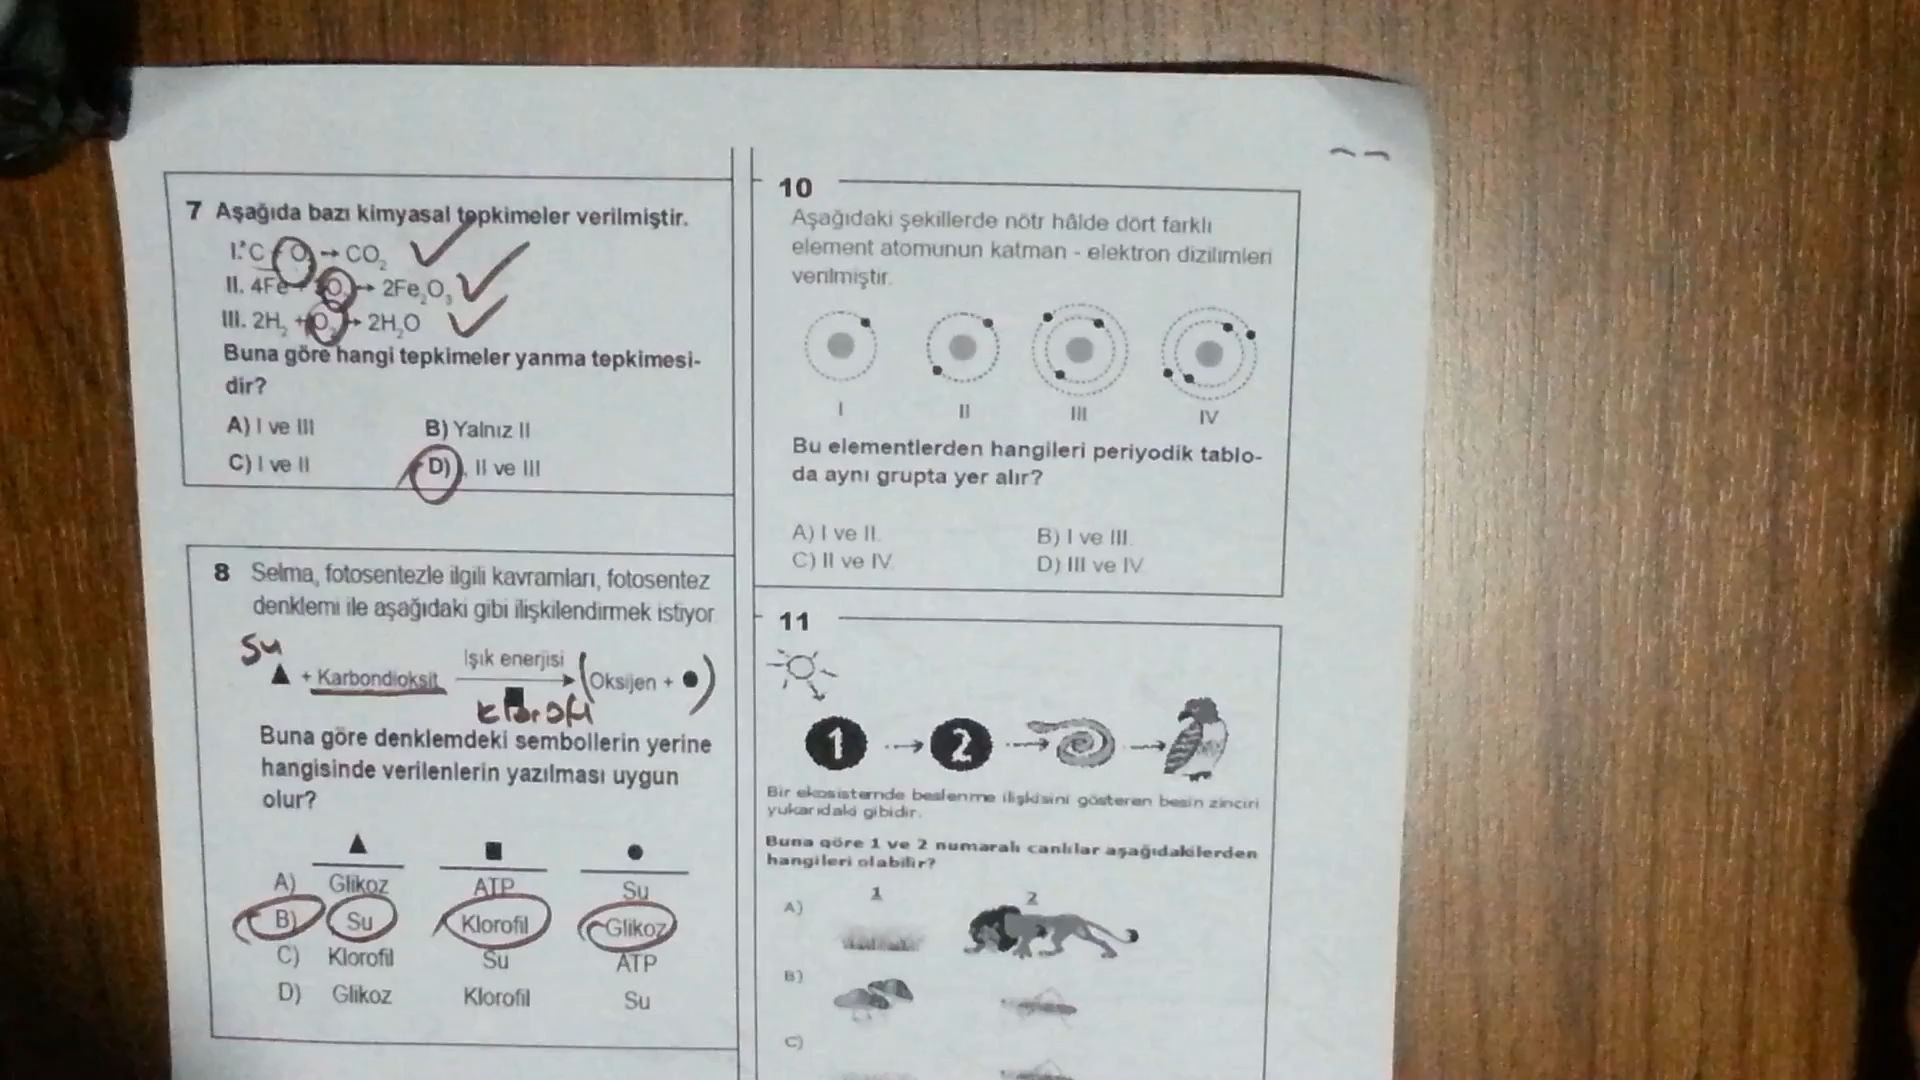 7 Aşağıda bazı kimyasal tepkimeler verilmiştir.
I. C + O₂ → CO₂
II. 4Fe + 3O₂ → 2Fe₂O₃
III. 2H₂ + O₂ → 2H₂O
Buna göre hangi tepkimeler yanma tepkimesi-
dir?
A) I ve III
B) Yalnız II
C) I ve II
D) , II ve III
8 Selma, fotosentezle ilgili kavramları, fotosentez
denklemi ile aşağıdaki gibi ilişkilendirmek istiyor
Su
▲ + Karbondioksit
Işık enerjisi
■
→ (Oksijen + ●)
Buna göre denklemdeki sembollerin yerine
hangisinde verilenlerin yazılması uygun
olur?
▲ ■ ●
A) Glikoz ATP Su
B) Su Klorofil Glikoz
C) Klorofil Su ATP
D) Glikoz Klorofil Su
10
Aşağıdaki şekillerde nötr hâlde dört farklı
element atomunun katman - elektron dizilimleri
verilmiştir.
I II III IV
Bu elementlerden hangileri periyodik tablo-
da aynı grupta yer alır?
A) I ve II.
B) I ve III.
C) II ve IV
D) III ve IV
11
1 → 2 → →
Bir ekosistemde beslenme ilişkisini gösteren besin zinciri
yukarıdaki gibidir.
Buna göre 1 ve 2 numaralı canlılar aşağıdakilerden
hangileri olabilir?
1 2
A)
B)
C)